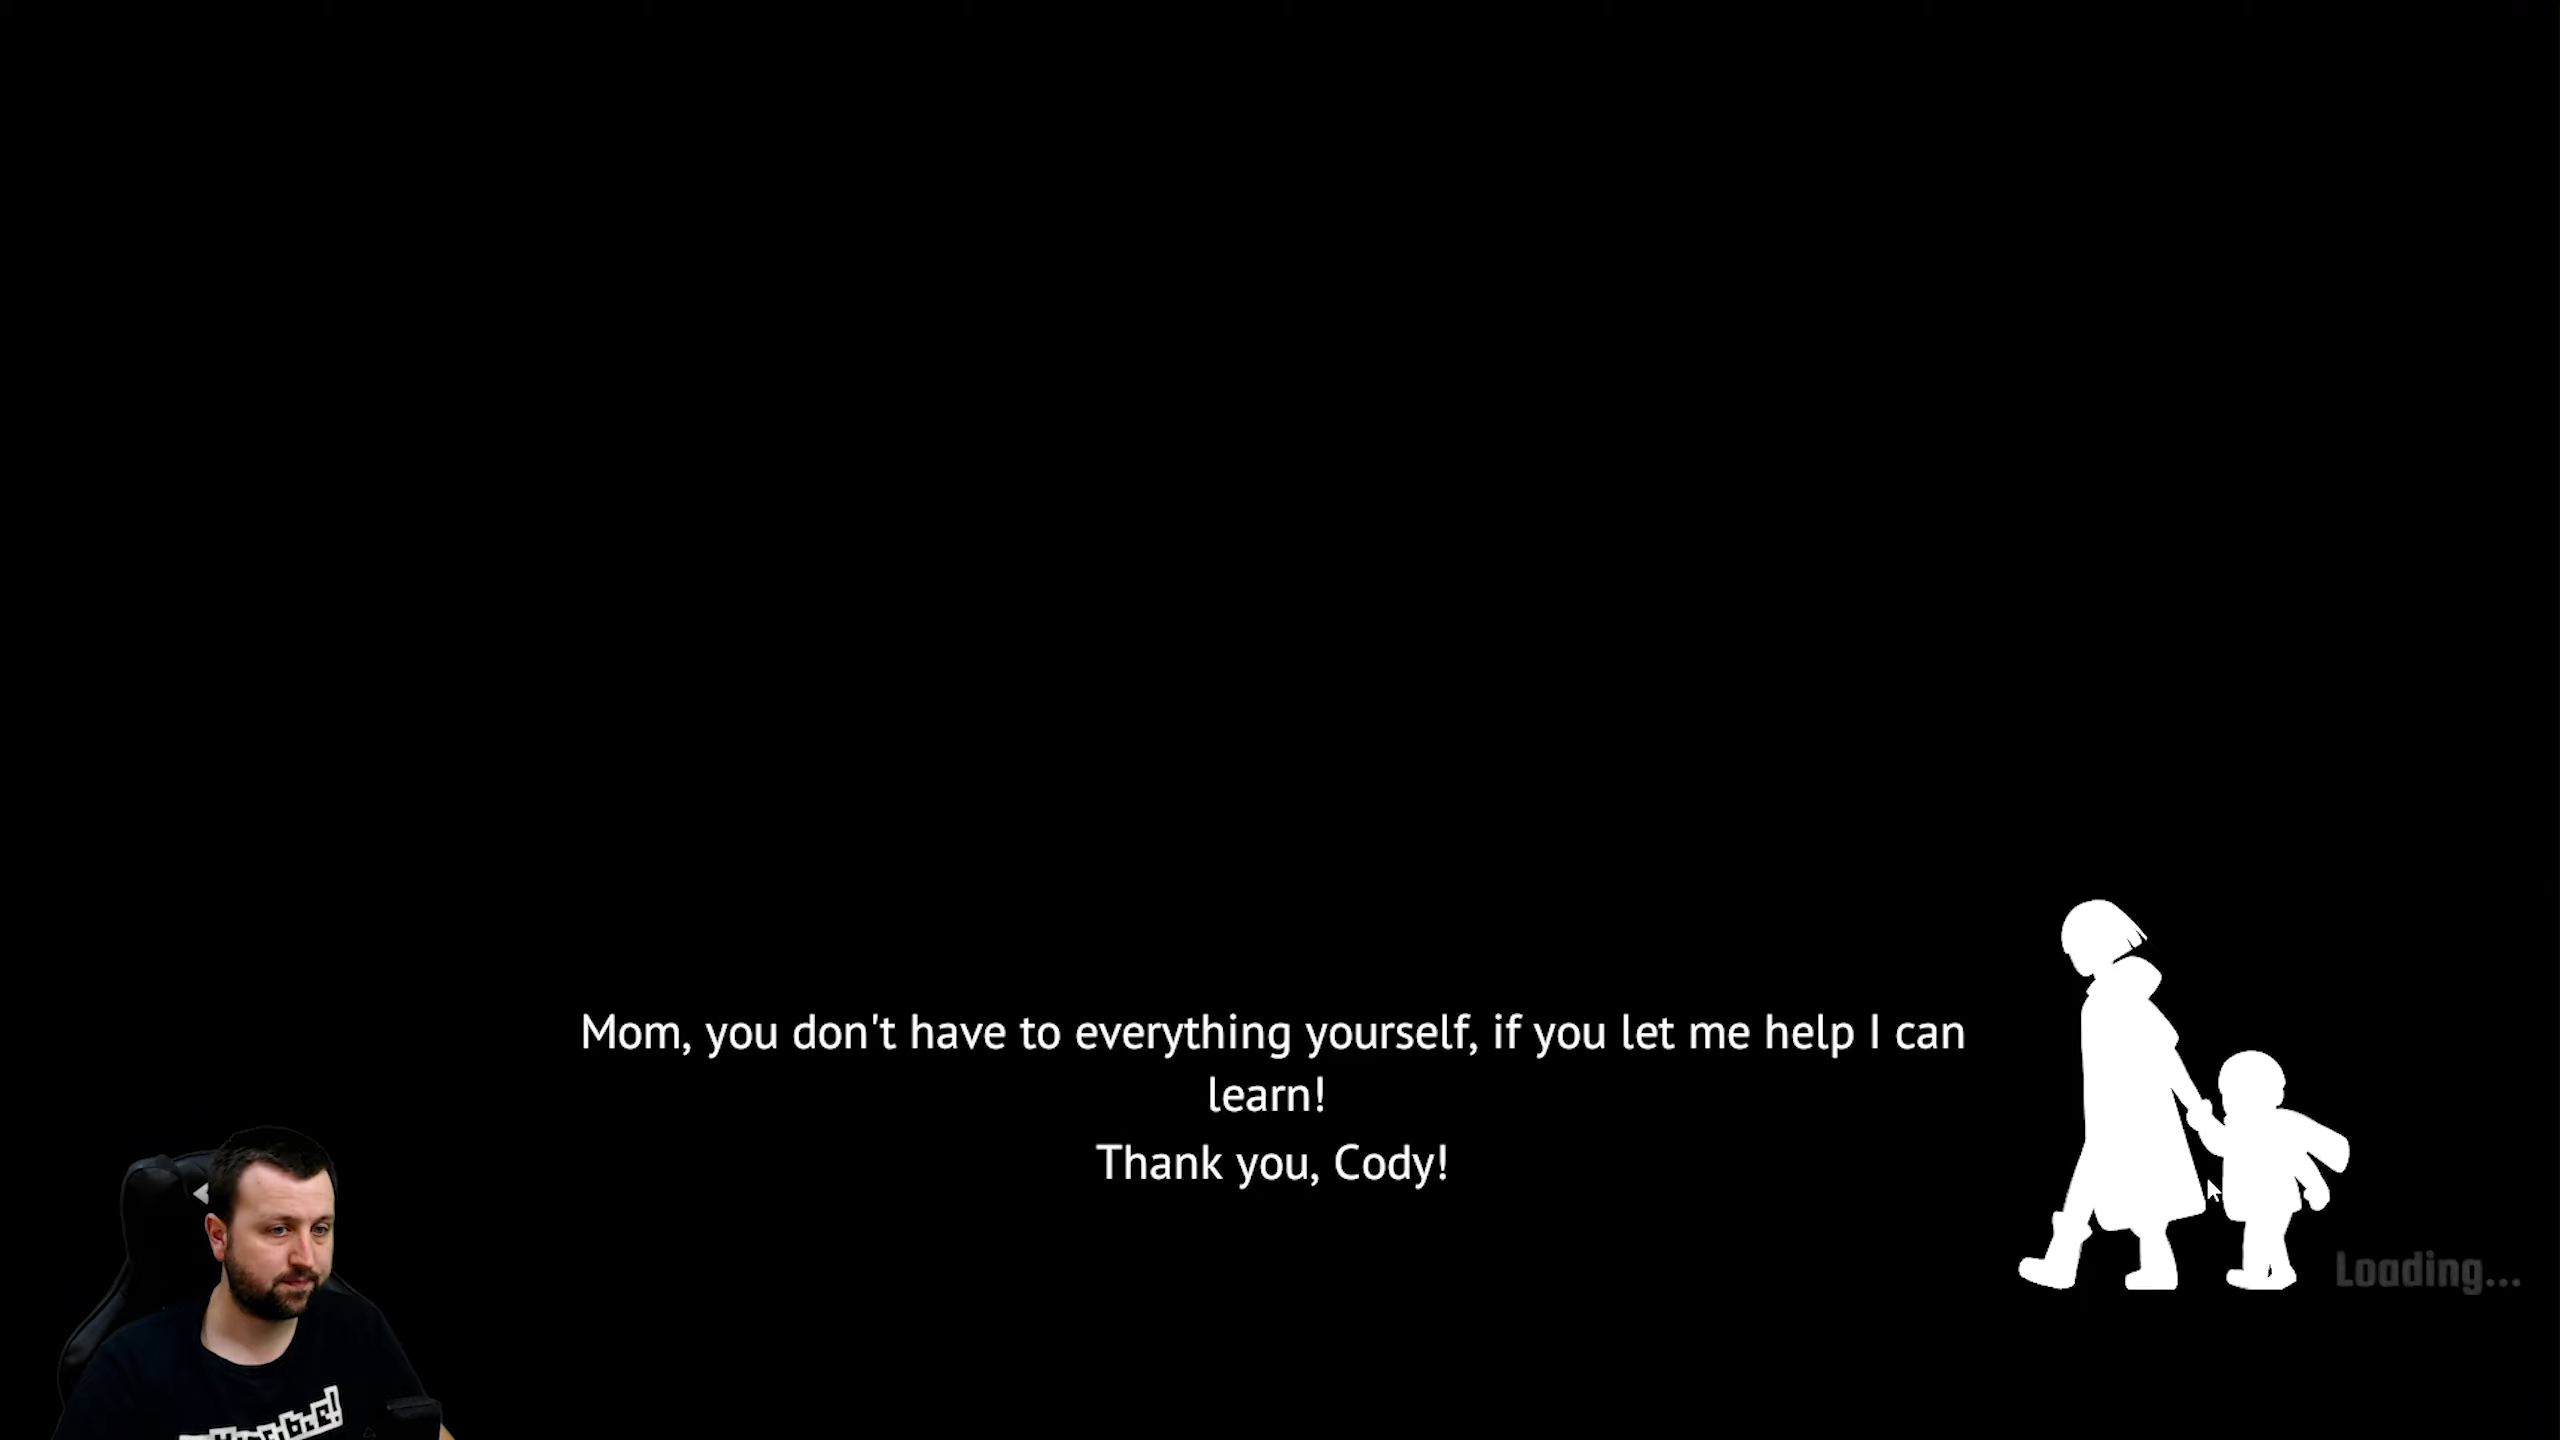 Mom, you don't have to everything yourself, if you let me help I can
learn!
Thank you, Cody!
Loading...